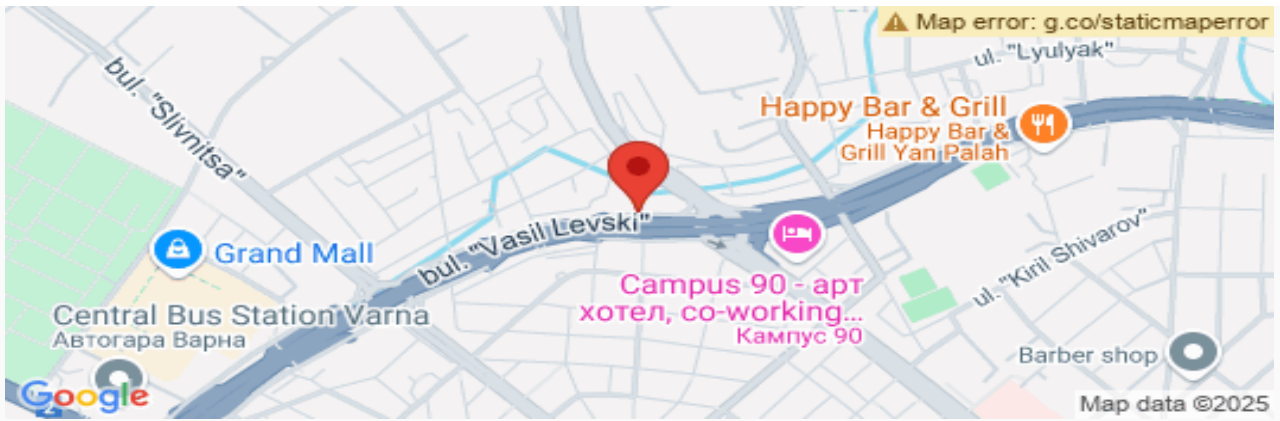 Map error: g.co/staticmaperror
ul. "Lyulyak"
bul. "Slivnitsa"
Happy Bar & Grill
Happy Bar &
Grill Yan Palah
bul. "Vasil Levski"
Grand Mall
ul. "Kiril Shivarov"
Campus 90 - арт
хотел, co-working...
Кампус 90
Central Bus Station Varna
Автогара Варна
Barber shop
Google
Map data ©2025